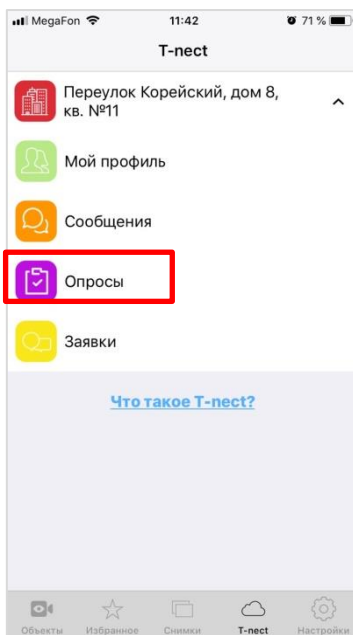 MegaFon 11:42 71 %
T-nect
Переулок Корейский, дом 8,
кв. №11
Мой профиль
Сообщения
Опросы
Заявки
Что такое T-nect?
Объекты Избранное Снимки T-nect Настройки